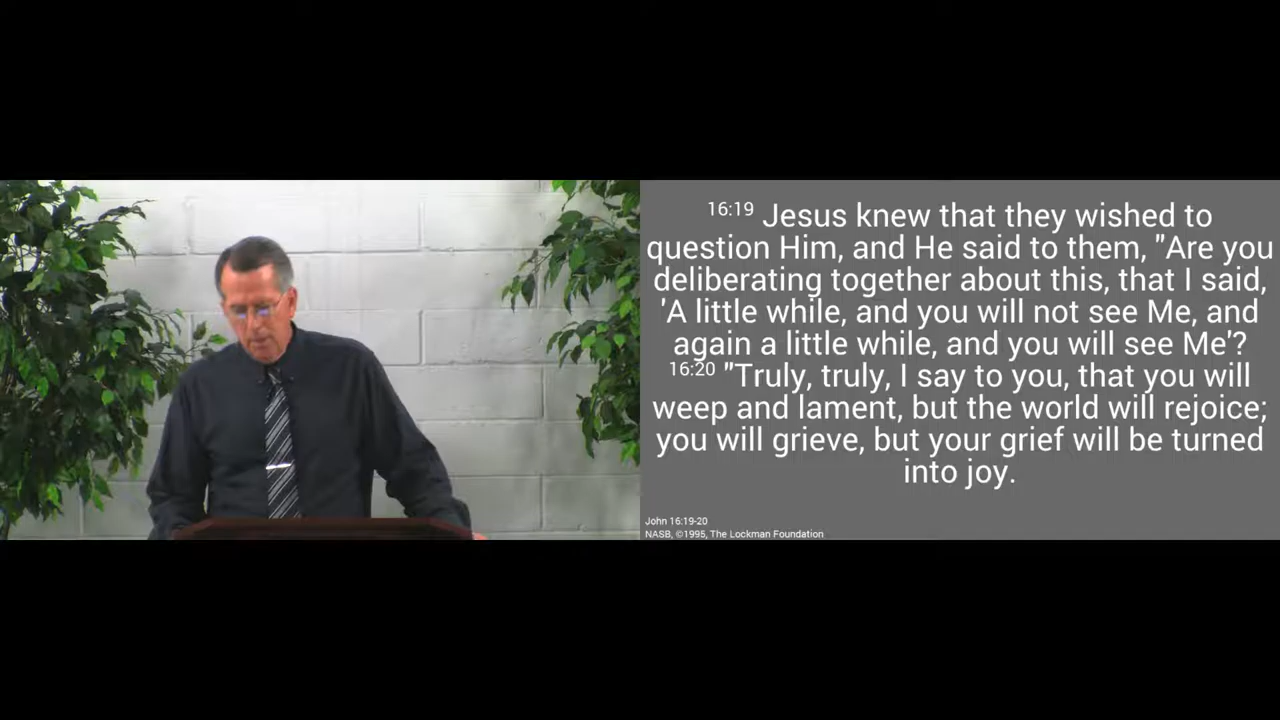 16:19 Jesus knew that they wished to
question Him, and He said to them, "Are you
deliberating together about this, that I said,
'A little while, and you will not see Me, and
again a little while, and you will see Me'?
16:20 "Truly, truly, I say to you, that you will
weep and lament, but the world will rejoice;
you will grieve, but your grief will be turned
into joy.
John 16:19-20
NASB, ©1995, The Lockman Foundation